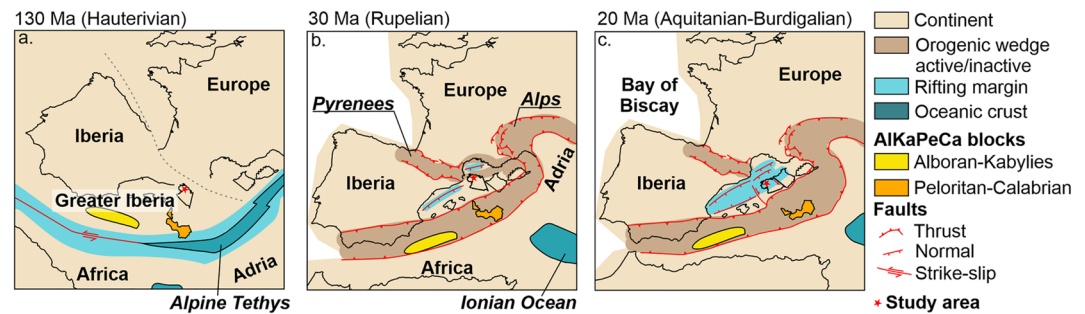 130 Ma (Hauterivian)
a.
Europe
Iberia
Greater Iberia
Africa
Adria
Alpine Tethys
30 Ma (Rupelian)
b.
Europe
Pyrenees
Alps
Iberia
Adria
Africa
Ionian Ocean
20 Ma (Aquitanian-Burdigalian)
c.
Bay of
Biscay
Europe
Iberia
Continent
Orogenic wedge
active/inactive
Rifting margin
Oceanic crust
AlKaPeCa blocks
Alboran-Kabylies
Peloritan-Calabrian
Faults
Thrust
Normal
Strike-slip
Study area